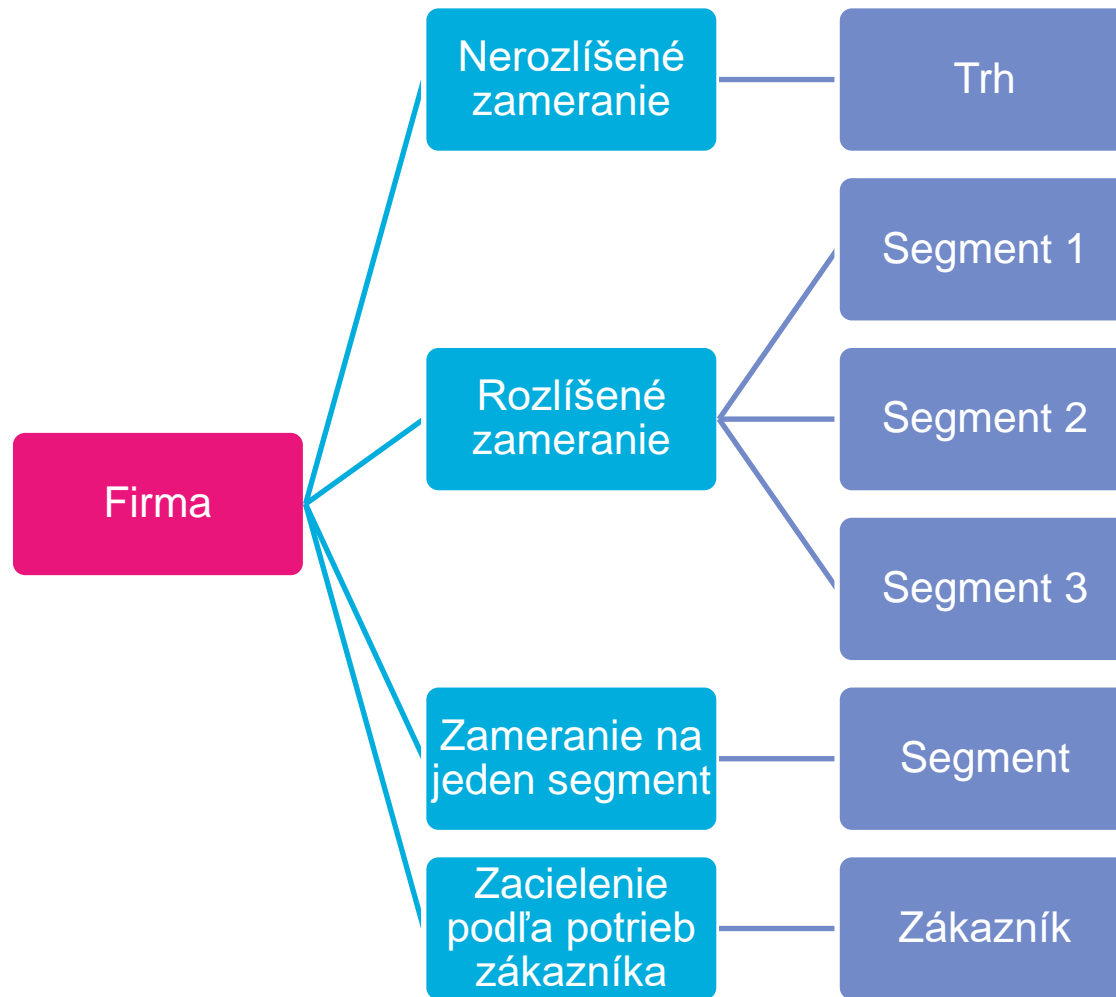 Firma
Nerozlíšené
zameranie
Trh
Rozlíšené
zameranie
Segment 1
Segment 2
Segment 3
Zameranie na
jeden segment
Segment
Zacielenie
podľa potrieb
zákazníka
Zákazník